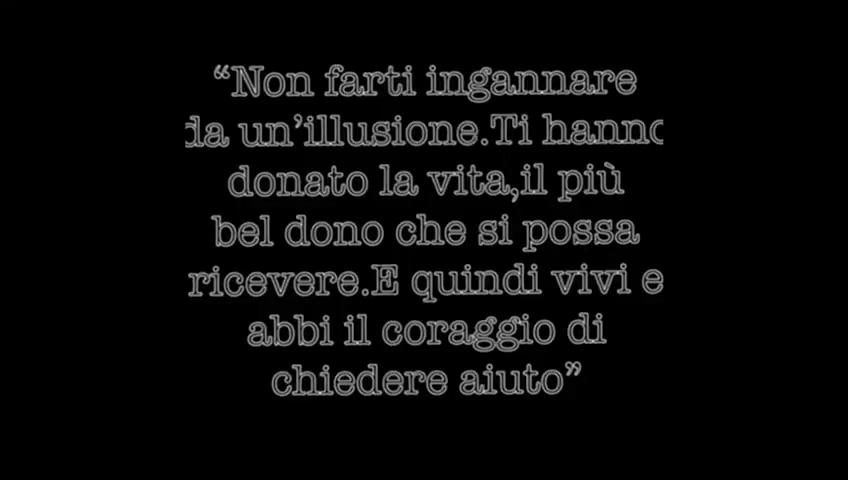 “Non farti ingannare
da un’illusione.Ti hanno
donato la vita,il più
bel dono che si possa
ricevere.E quindi vivi e
abbi il coraggio di
chiedere aiuto”